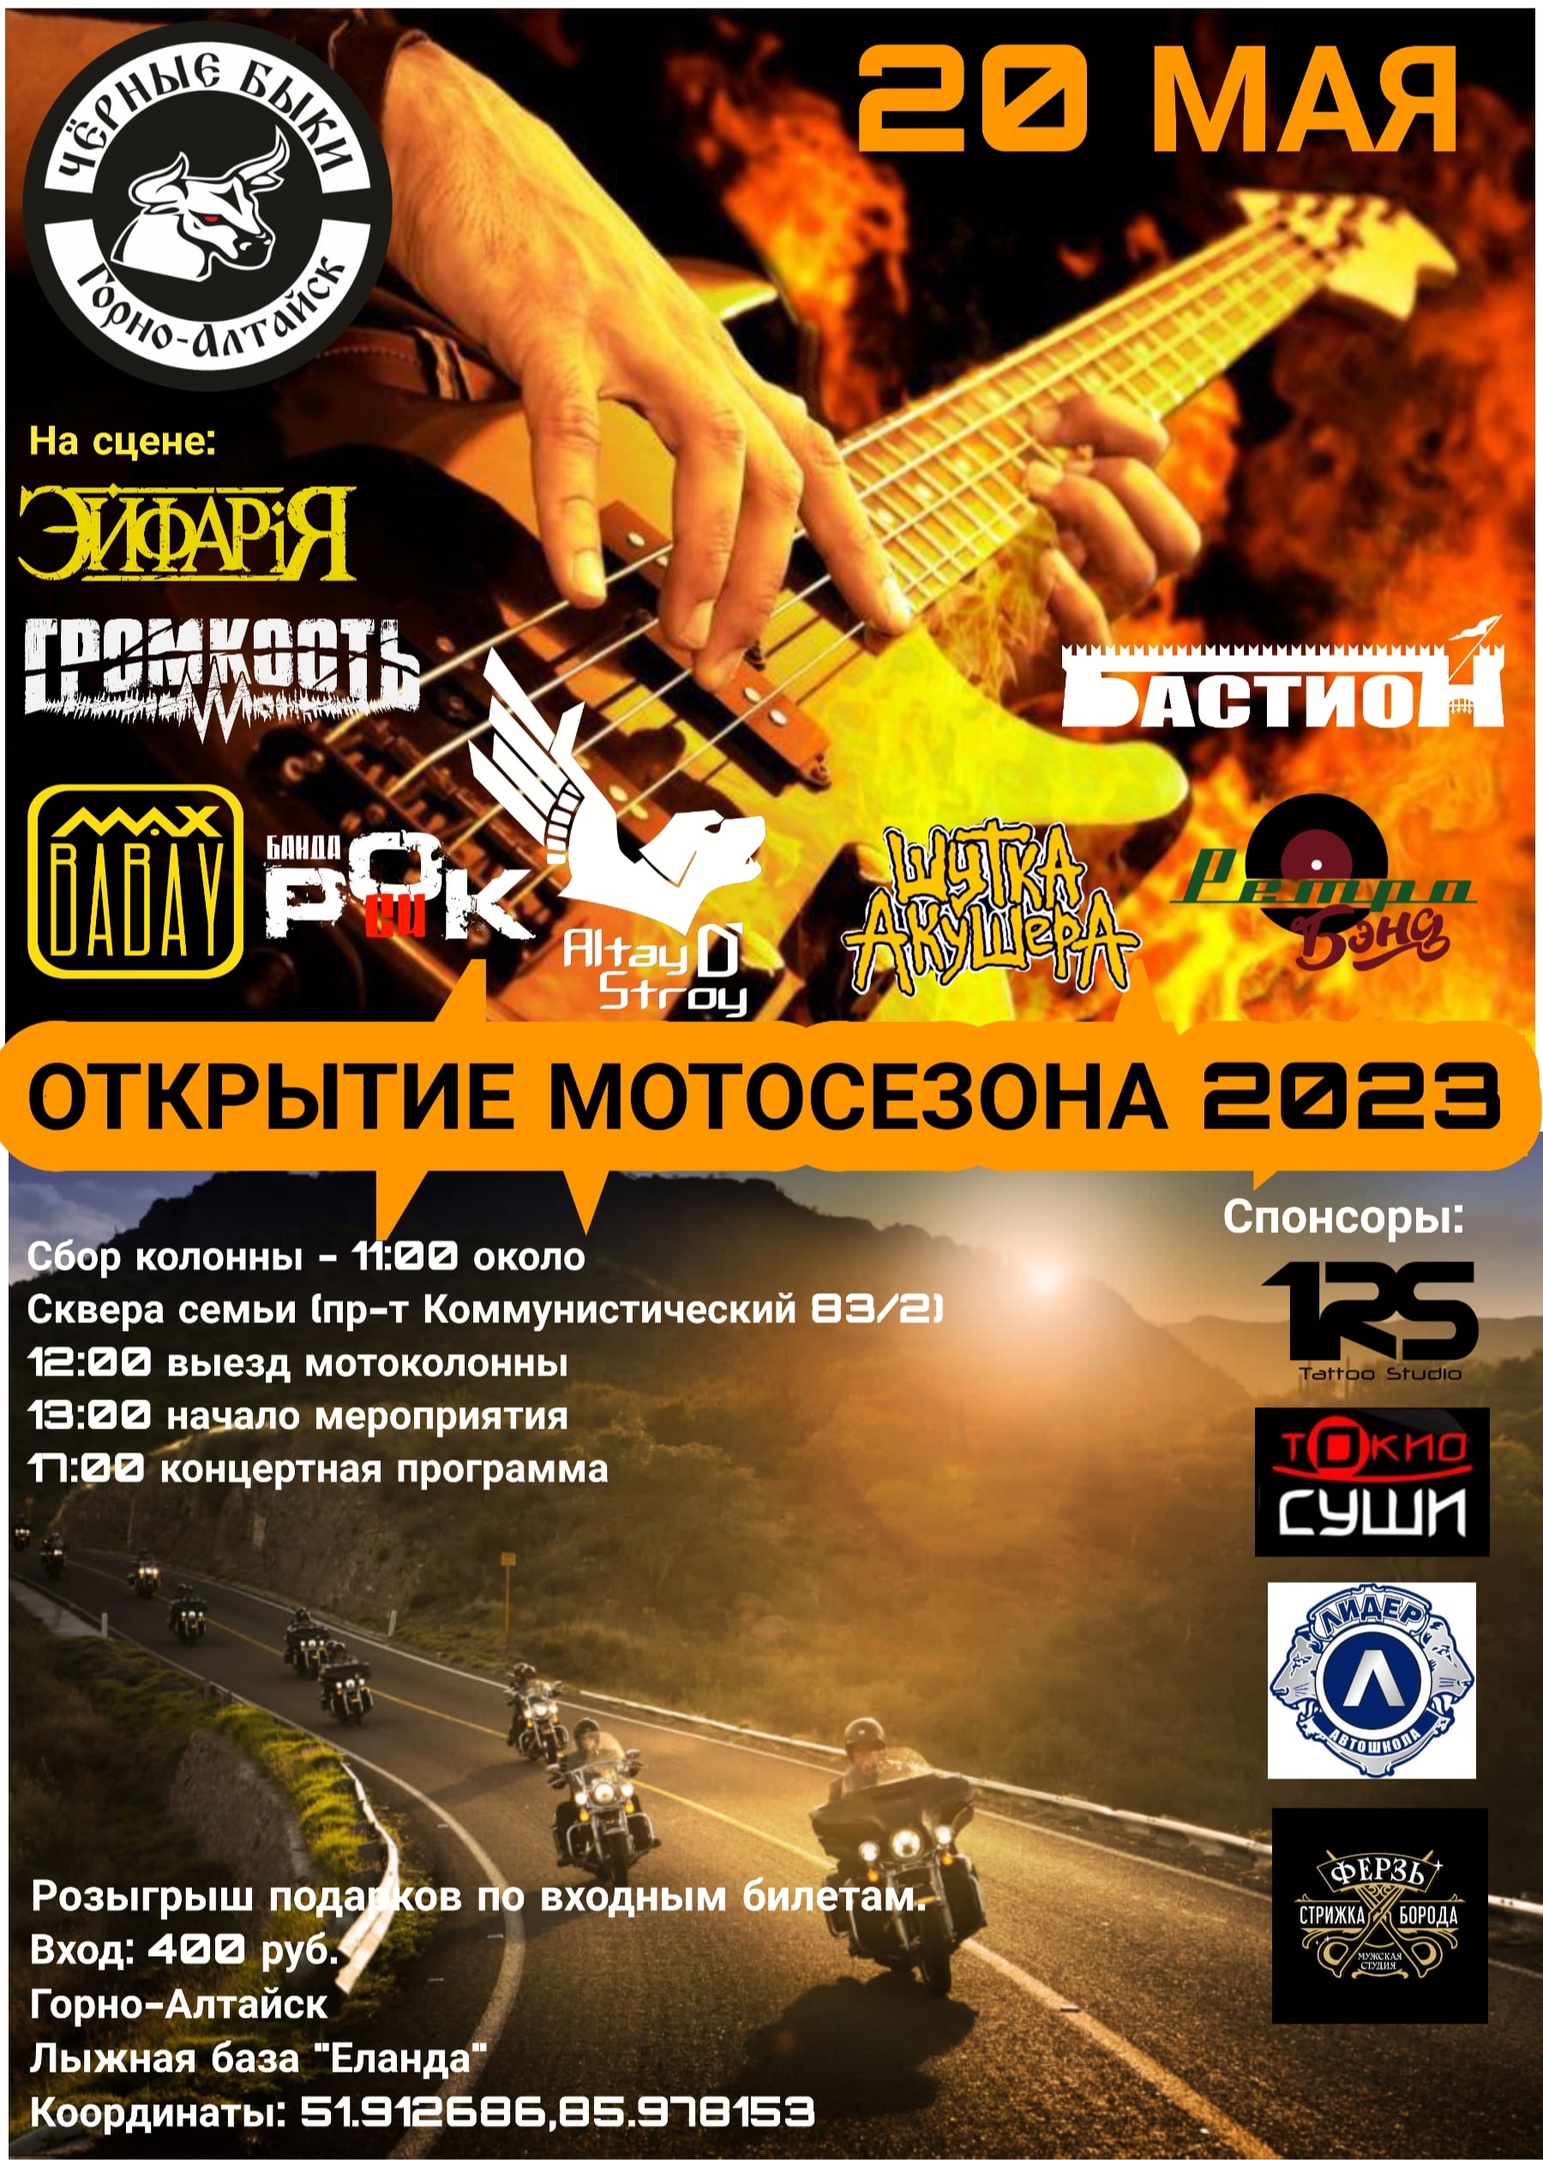 ЧЁРНЫЕ БЫКИ
Горно-Алтайск
20 МАЯ
На сцене:
ЭЙФАРiЯ
ГРОМКОСТЬ
БАСТИОН
MAX
BABAY
БАНДА
РОК
СИ
Altay D
Stroy
ШУТКА
АКУШЕРА
Ретро
Бэнд
ОТКРЫТИЕ МОТОСЕЗОНА 2023
Сбор колонны - 11:00 около
Сквера семьи (пр-т Коммунистический 83/2)
12:00 выезд мотоколонны
13:00 начало мероприятия
17:00 концертная программа
Спонсоры:
12S
Tattoo Studio
ТОКИО
СУШИ
ЛИДЕР
Л
АВТОШКОЛА
ФЕРЗЬ
СТРИЖКА БОРОДА
МУЖСКАЯ
СТУДИЯ
Розыгрыш подарков по входным билетам.
Вход: 400 руб.
Горно-Алтайск
Лыжная база "Еланда"
Координаты: 51.912686,85.978153